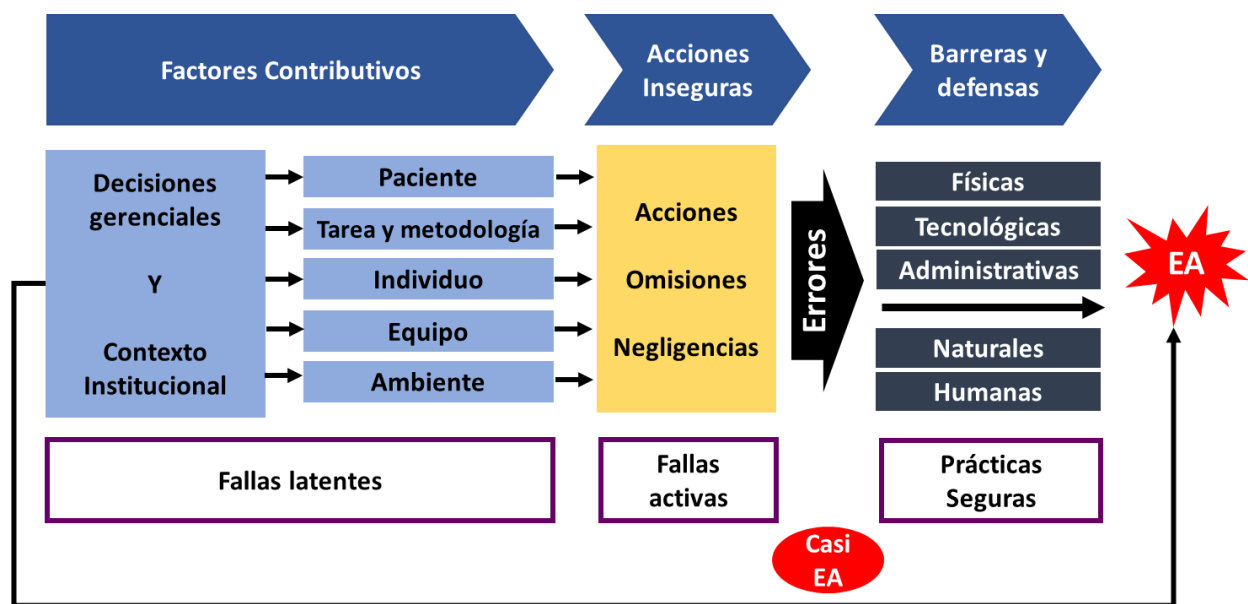 Factores Contributivos
Acciones
Inseguras
Barreras y
defensas
Decisiones
gerenciales
Y
Contexto
Institucional
Paciente
Tarea y metodología
Individuo
Equipo
Ambiente
Acciones
Omisiones
Negligencias
Errores
Físicas
Tecnológicas
Administrativas
Naturales
Humanas
EA
Fallas latentes
Fallas
activas
Prácticas
Seguras
Casi
EA